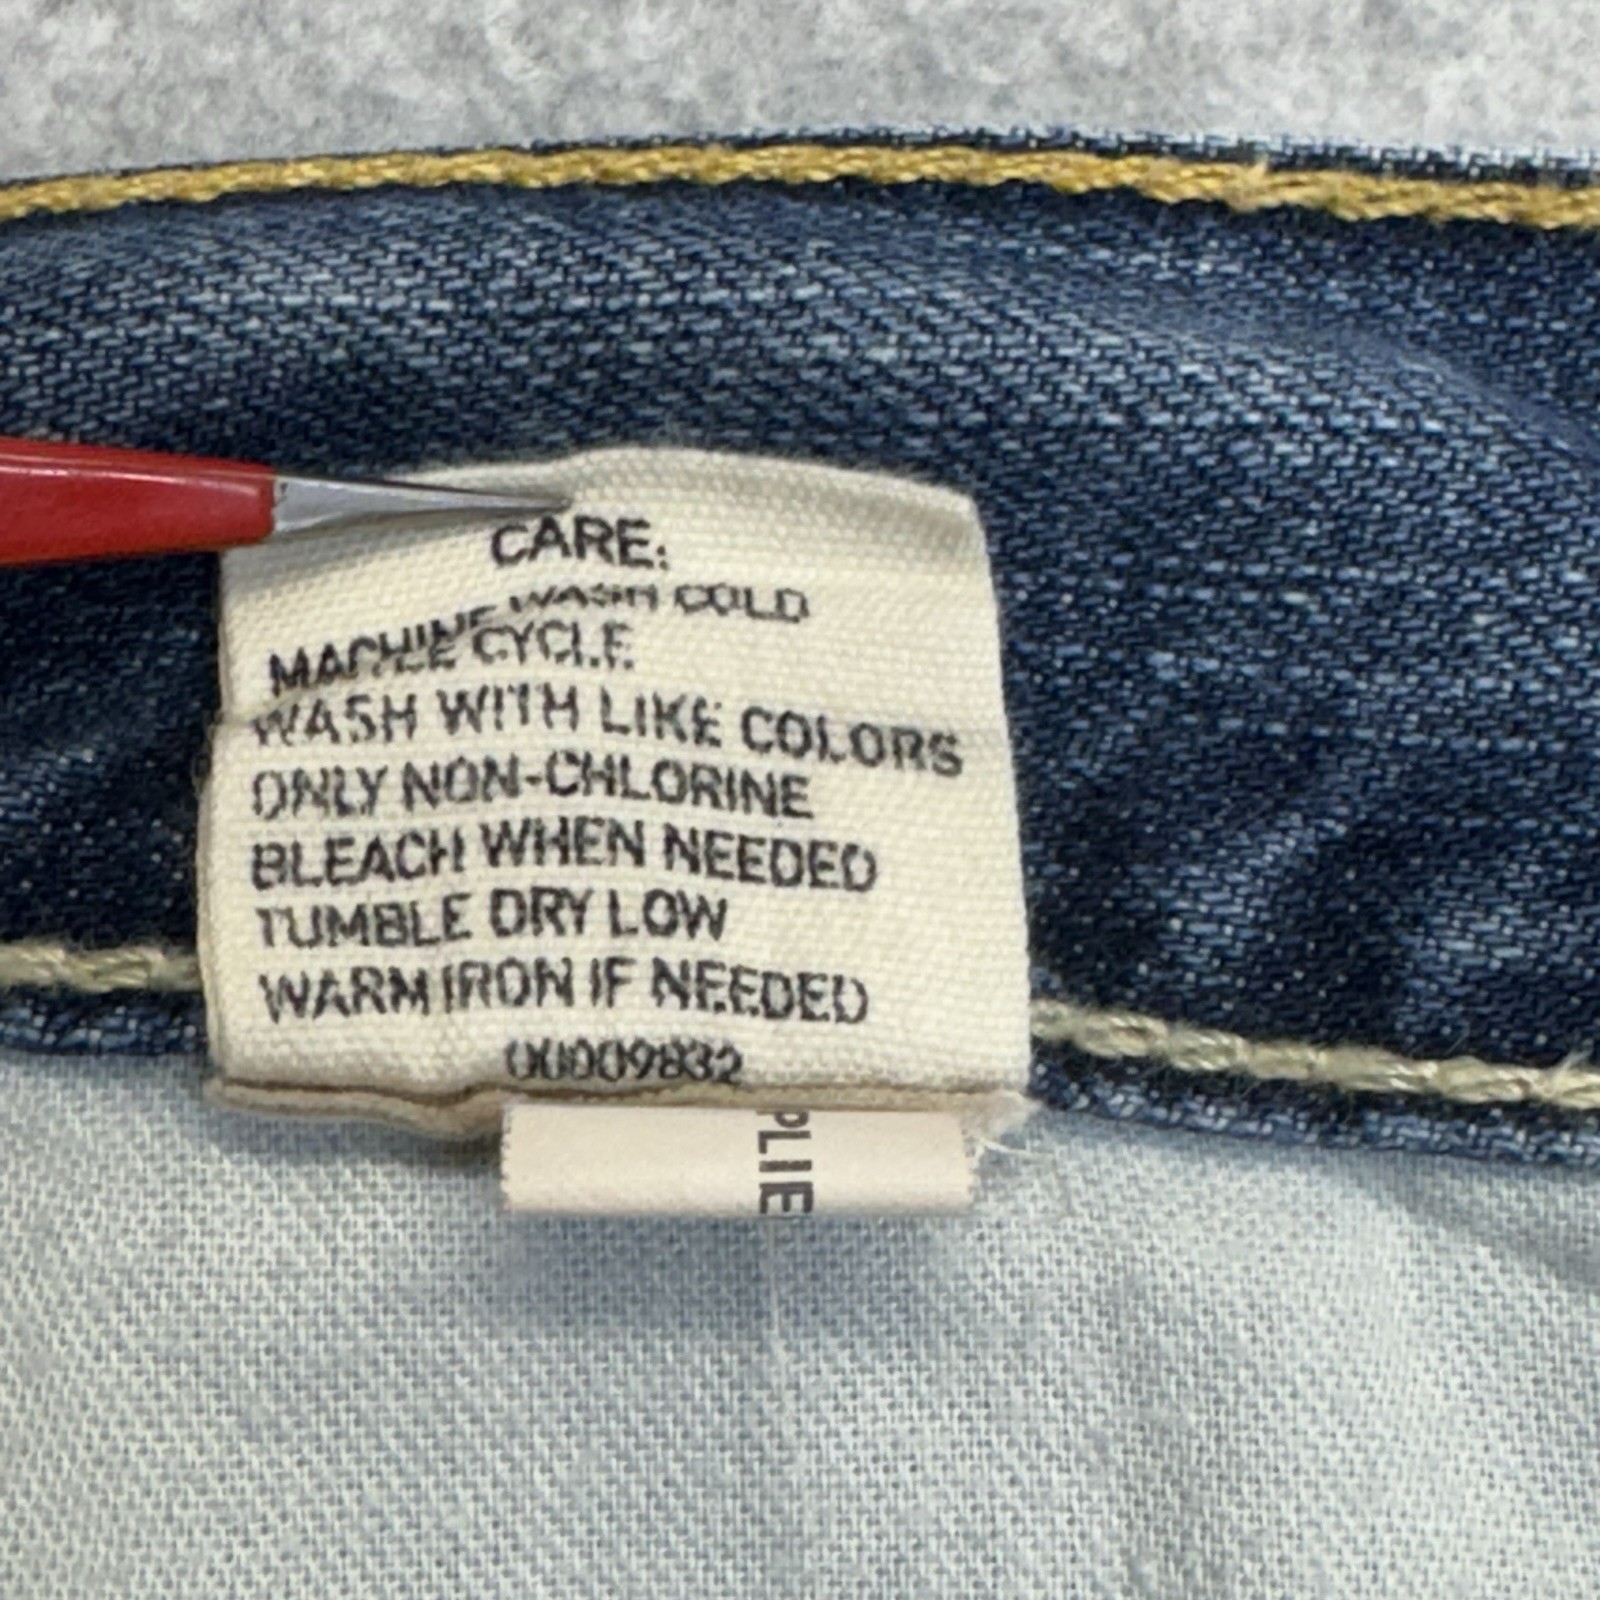 CARE:
MACHINE WASH COLD
CYCLE
WASH WITH LIKE COLORS
ONLY NON-CHLORINE
BLEACH WHEN NEEDED
TUMBLE DRY LOW
WARM IRON IF NEEDED
00009832
PLIE